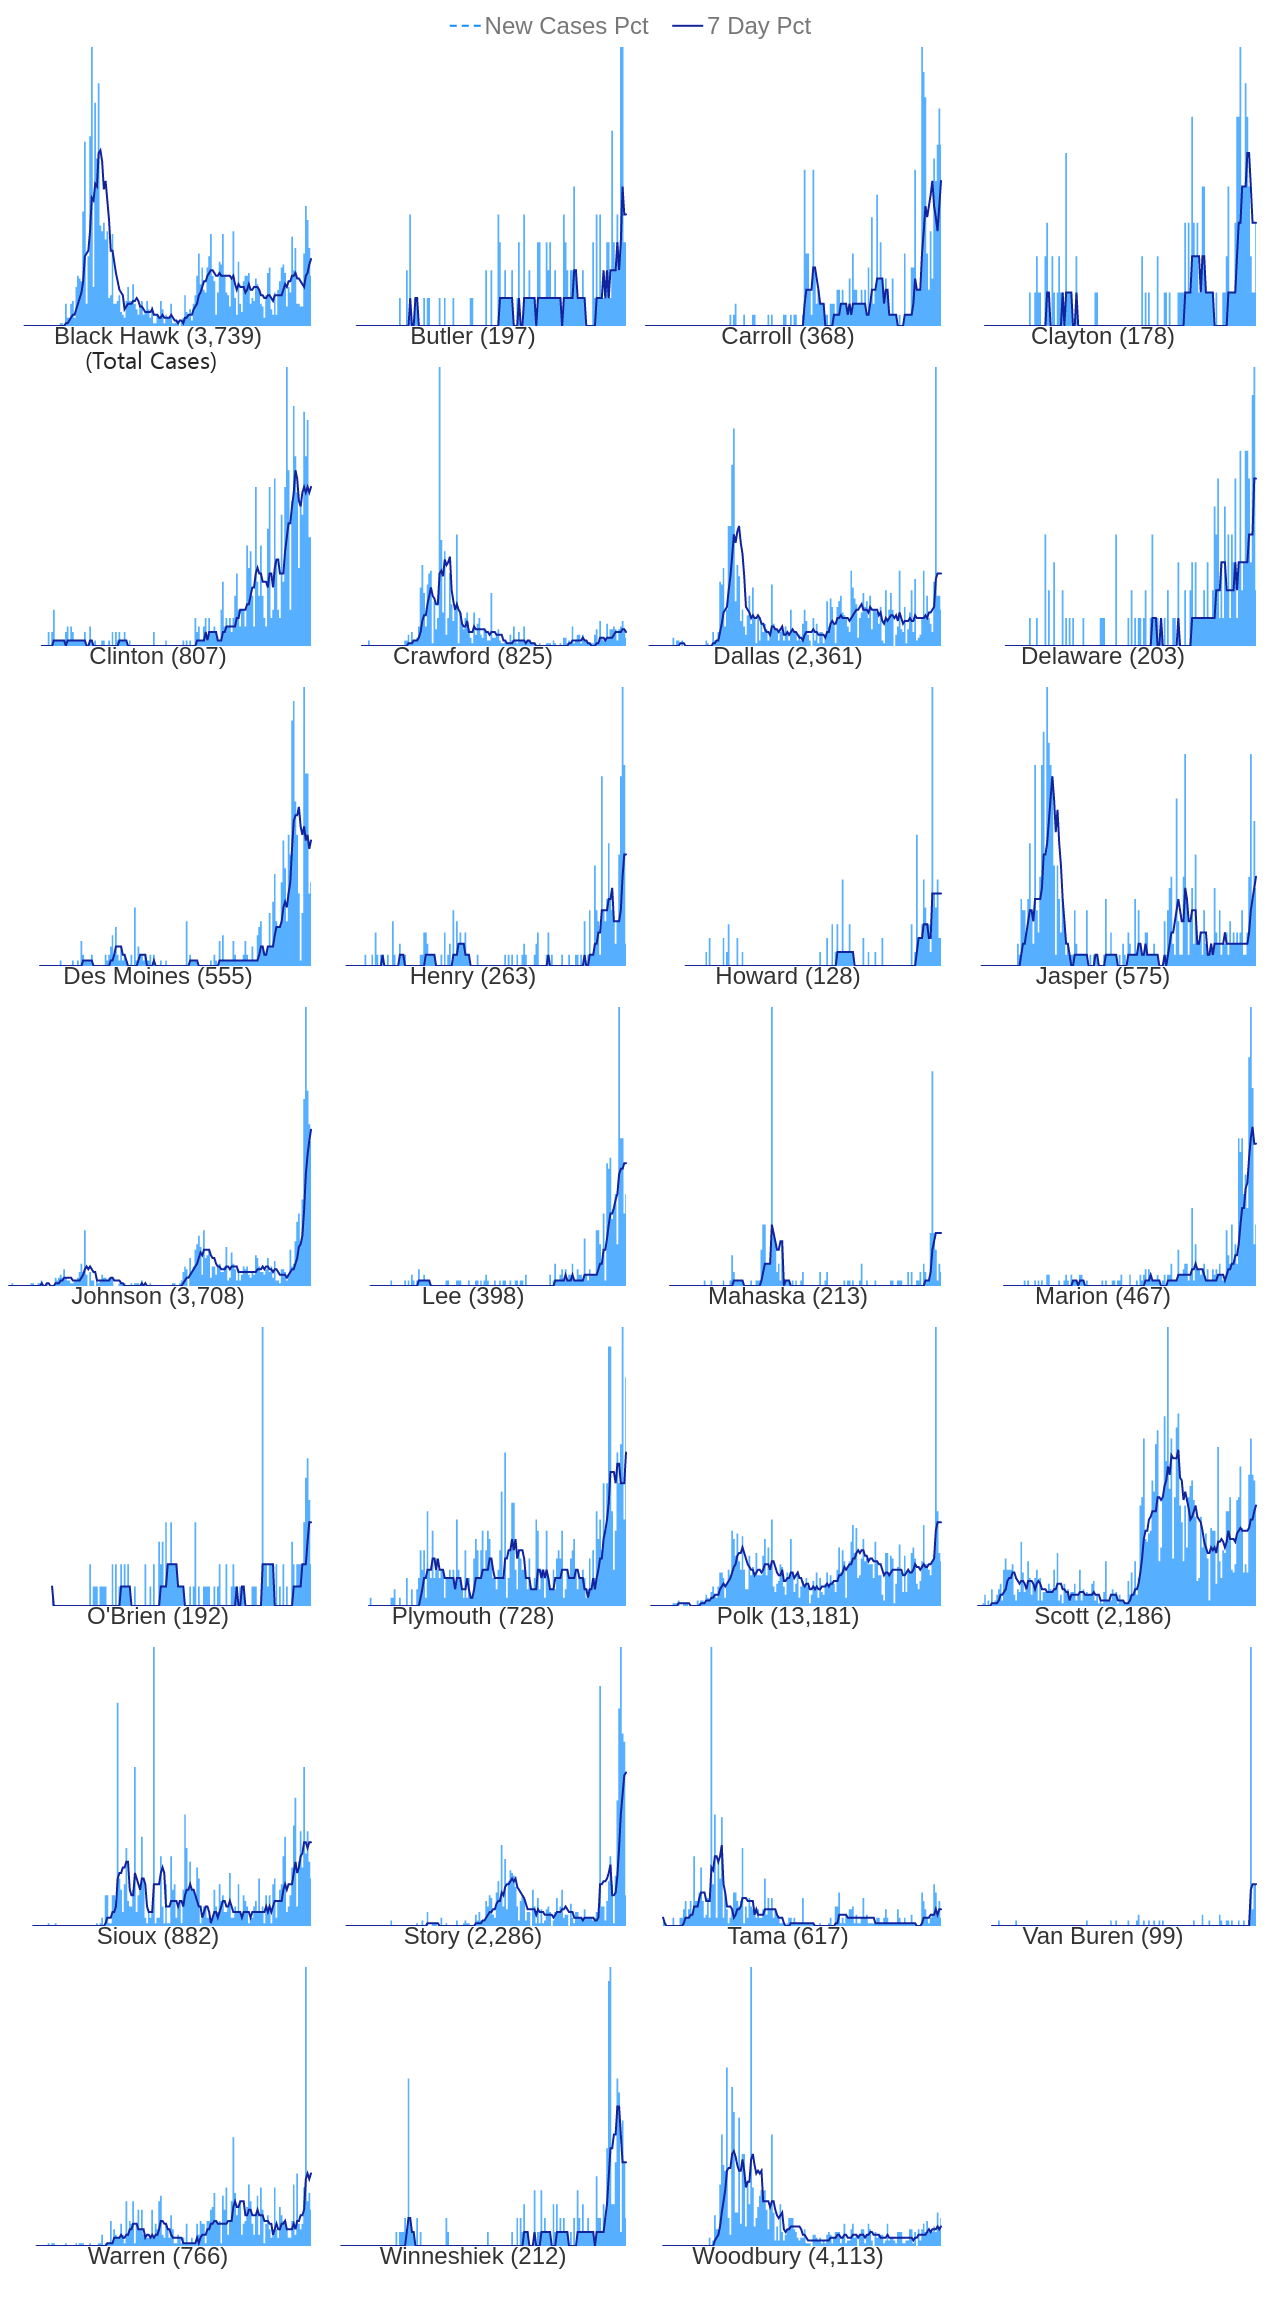 New Cases Pct 7 Day Pct
Black Hawk (3,739) Butler (197) Carroll (368) Clayton (178)
(Total Cases)
Clinton (807) Crawford (825) Dallas (2,361) Delaware (203)
Des Moines (555) Henry (263) Howard (128) Jasper (575)
Johnson (3,708) Lee (398) Mahaska (213) Marion (467)
O'Brien (192) Plymouth (728) Polk (13,181) Scott (2,186)
Sioux (882) Story (2,286) Tama (617) Van Buren (99)
Warren (766) Winneshiek (212) Woodbury (4,113)